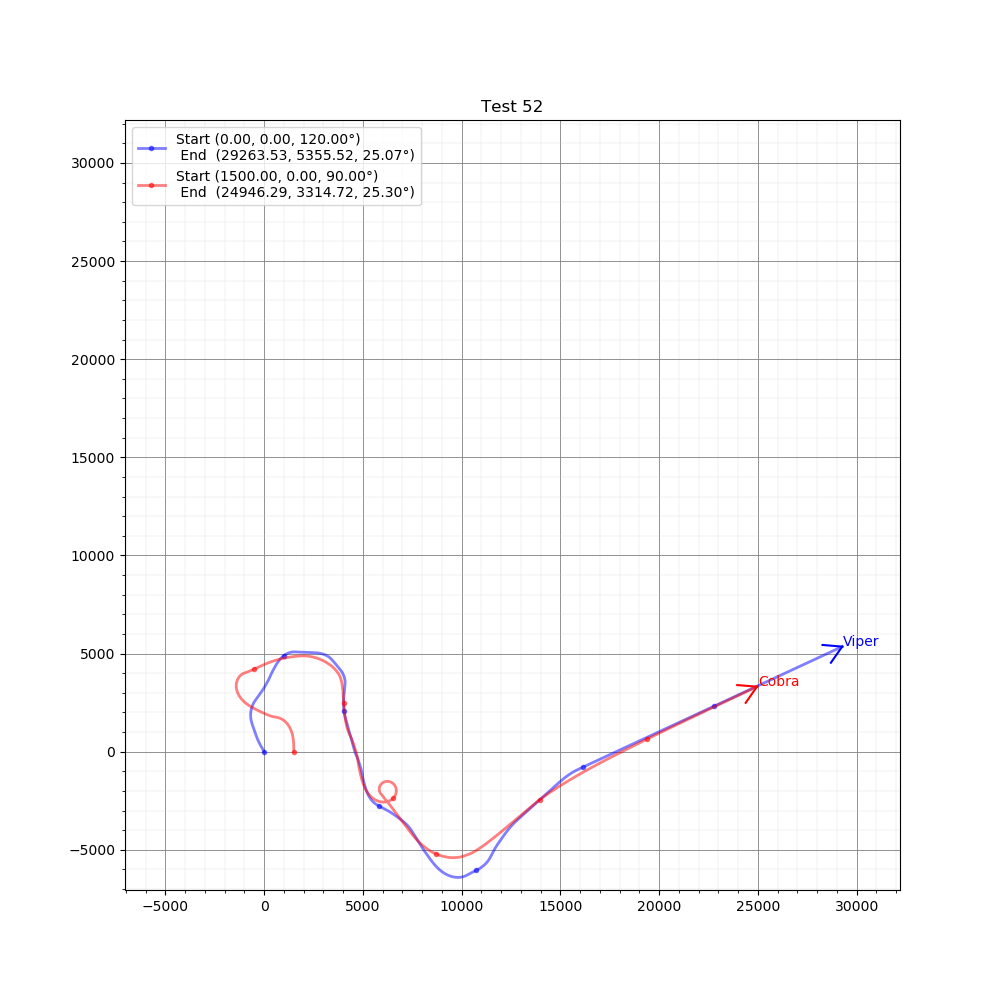 Test 52
Start (0.00, 0.00, 120.00°)
End  (29263.53, 5355.52, 25.07°)
Start (1500.00, 0.00, 90.00°)
End  (24946.29, 3314.72, 25.30°)
30000
25000
20000
15000
10000
5000
0
−5000
Viper
Cobra
−5000 0 5000 10000 15000 20000 25000 30000